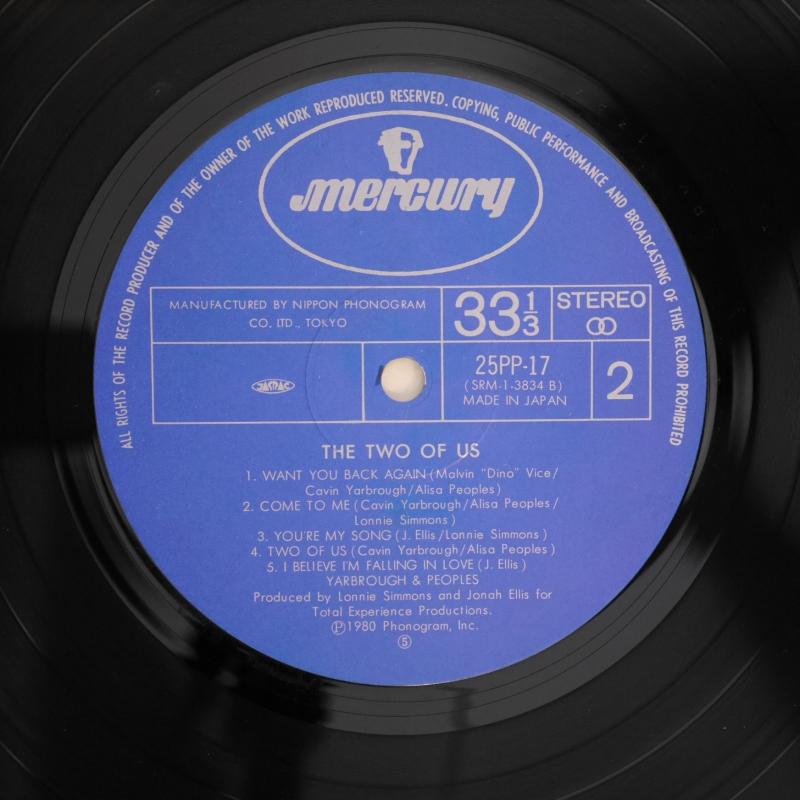 ALL RIGHTS OF THE RECORD PRODUCER AND OF THE OWNER OF THE WORK REPRODUCED RESERVED. COPYING, PUBLIC PERFORMANCE AND BROADCASTING OF THIS RECORD PROHIBITED
mercury
MANUFACTURED BY NIPPON PHONOGRAM
CO. LTD., TOKYO
33 1/3
STEREO
JASRAC
25PP-17
(SRM-1-3834 B)
MADE IN JAPAN
2
THE TWO OF US
1. WANT YOU BACK AGAIN (Malvin "Dino" Vice/
Cavin Yarbrough/Alisa Peoples)
2. COME TO ME (Cavin Yarbrough/Alisa Peoples/
Lonnie Simmons)
3. YOU'RE MY SONG (J. Ellis/Lonnie Simmons)
4. TWO OF US (Cavin Yarbrough/Alisa Peoples)
5. I BELIEVE I'M FALLING IN LOVE (J. Ellis)
YARBROUGH & PEOPLES
Produced by Lonnie Simmons and Jonah Ellis for
Total Experience Productions.
Ⓟ1980 Phonogram, Inc.
⑤